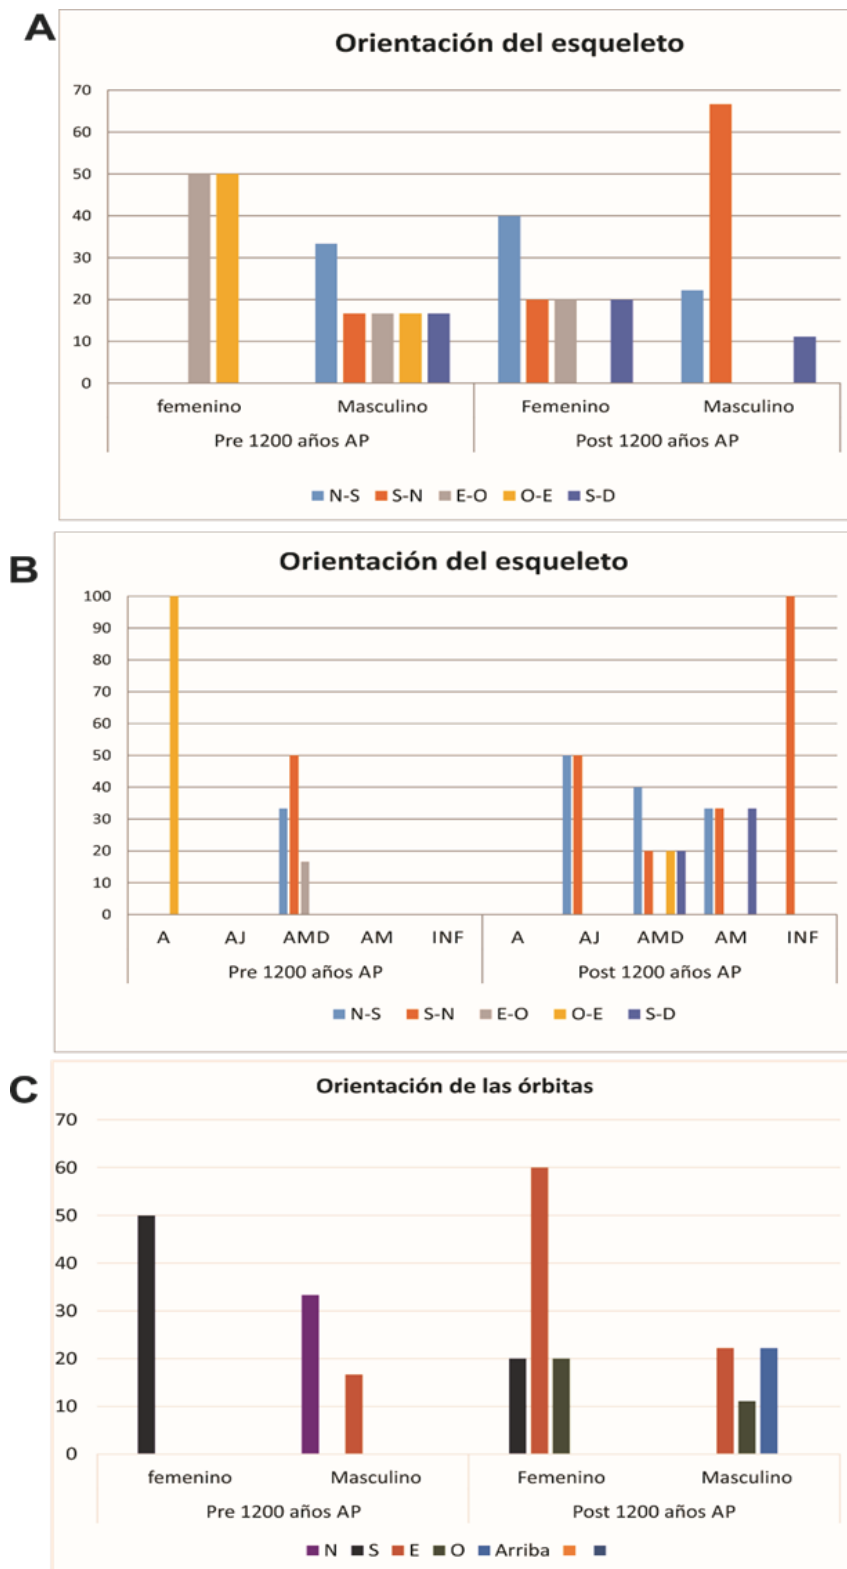 A
Orientación del esqueleto
70
60
50
40
30
20
10
0
femenino Masculino Femenino Masculino
Pre 1200 años AP Post 1200 años AP
N-S S-N E-O O-E S-D
B
Orientación del esqueleto
100
90
80
70
60
50
40
30
20
10
0
A AJ AMD AM INF A AJ AMD AM INF
Pre 1200 años AP Post 1200 años AP
N-S S-N E-O O-E S-D
C
Orientación de las órbitas
70
60
50
40
30
20
10
0
femenino Masculino Femenino Masculino
Pre 1200 años AP Post 1200 años AP
N S E O Arriba